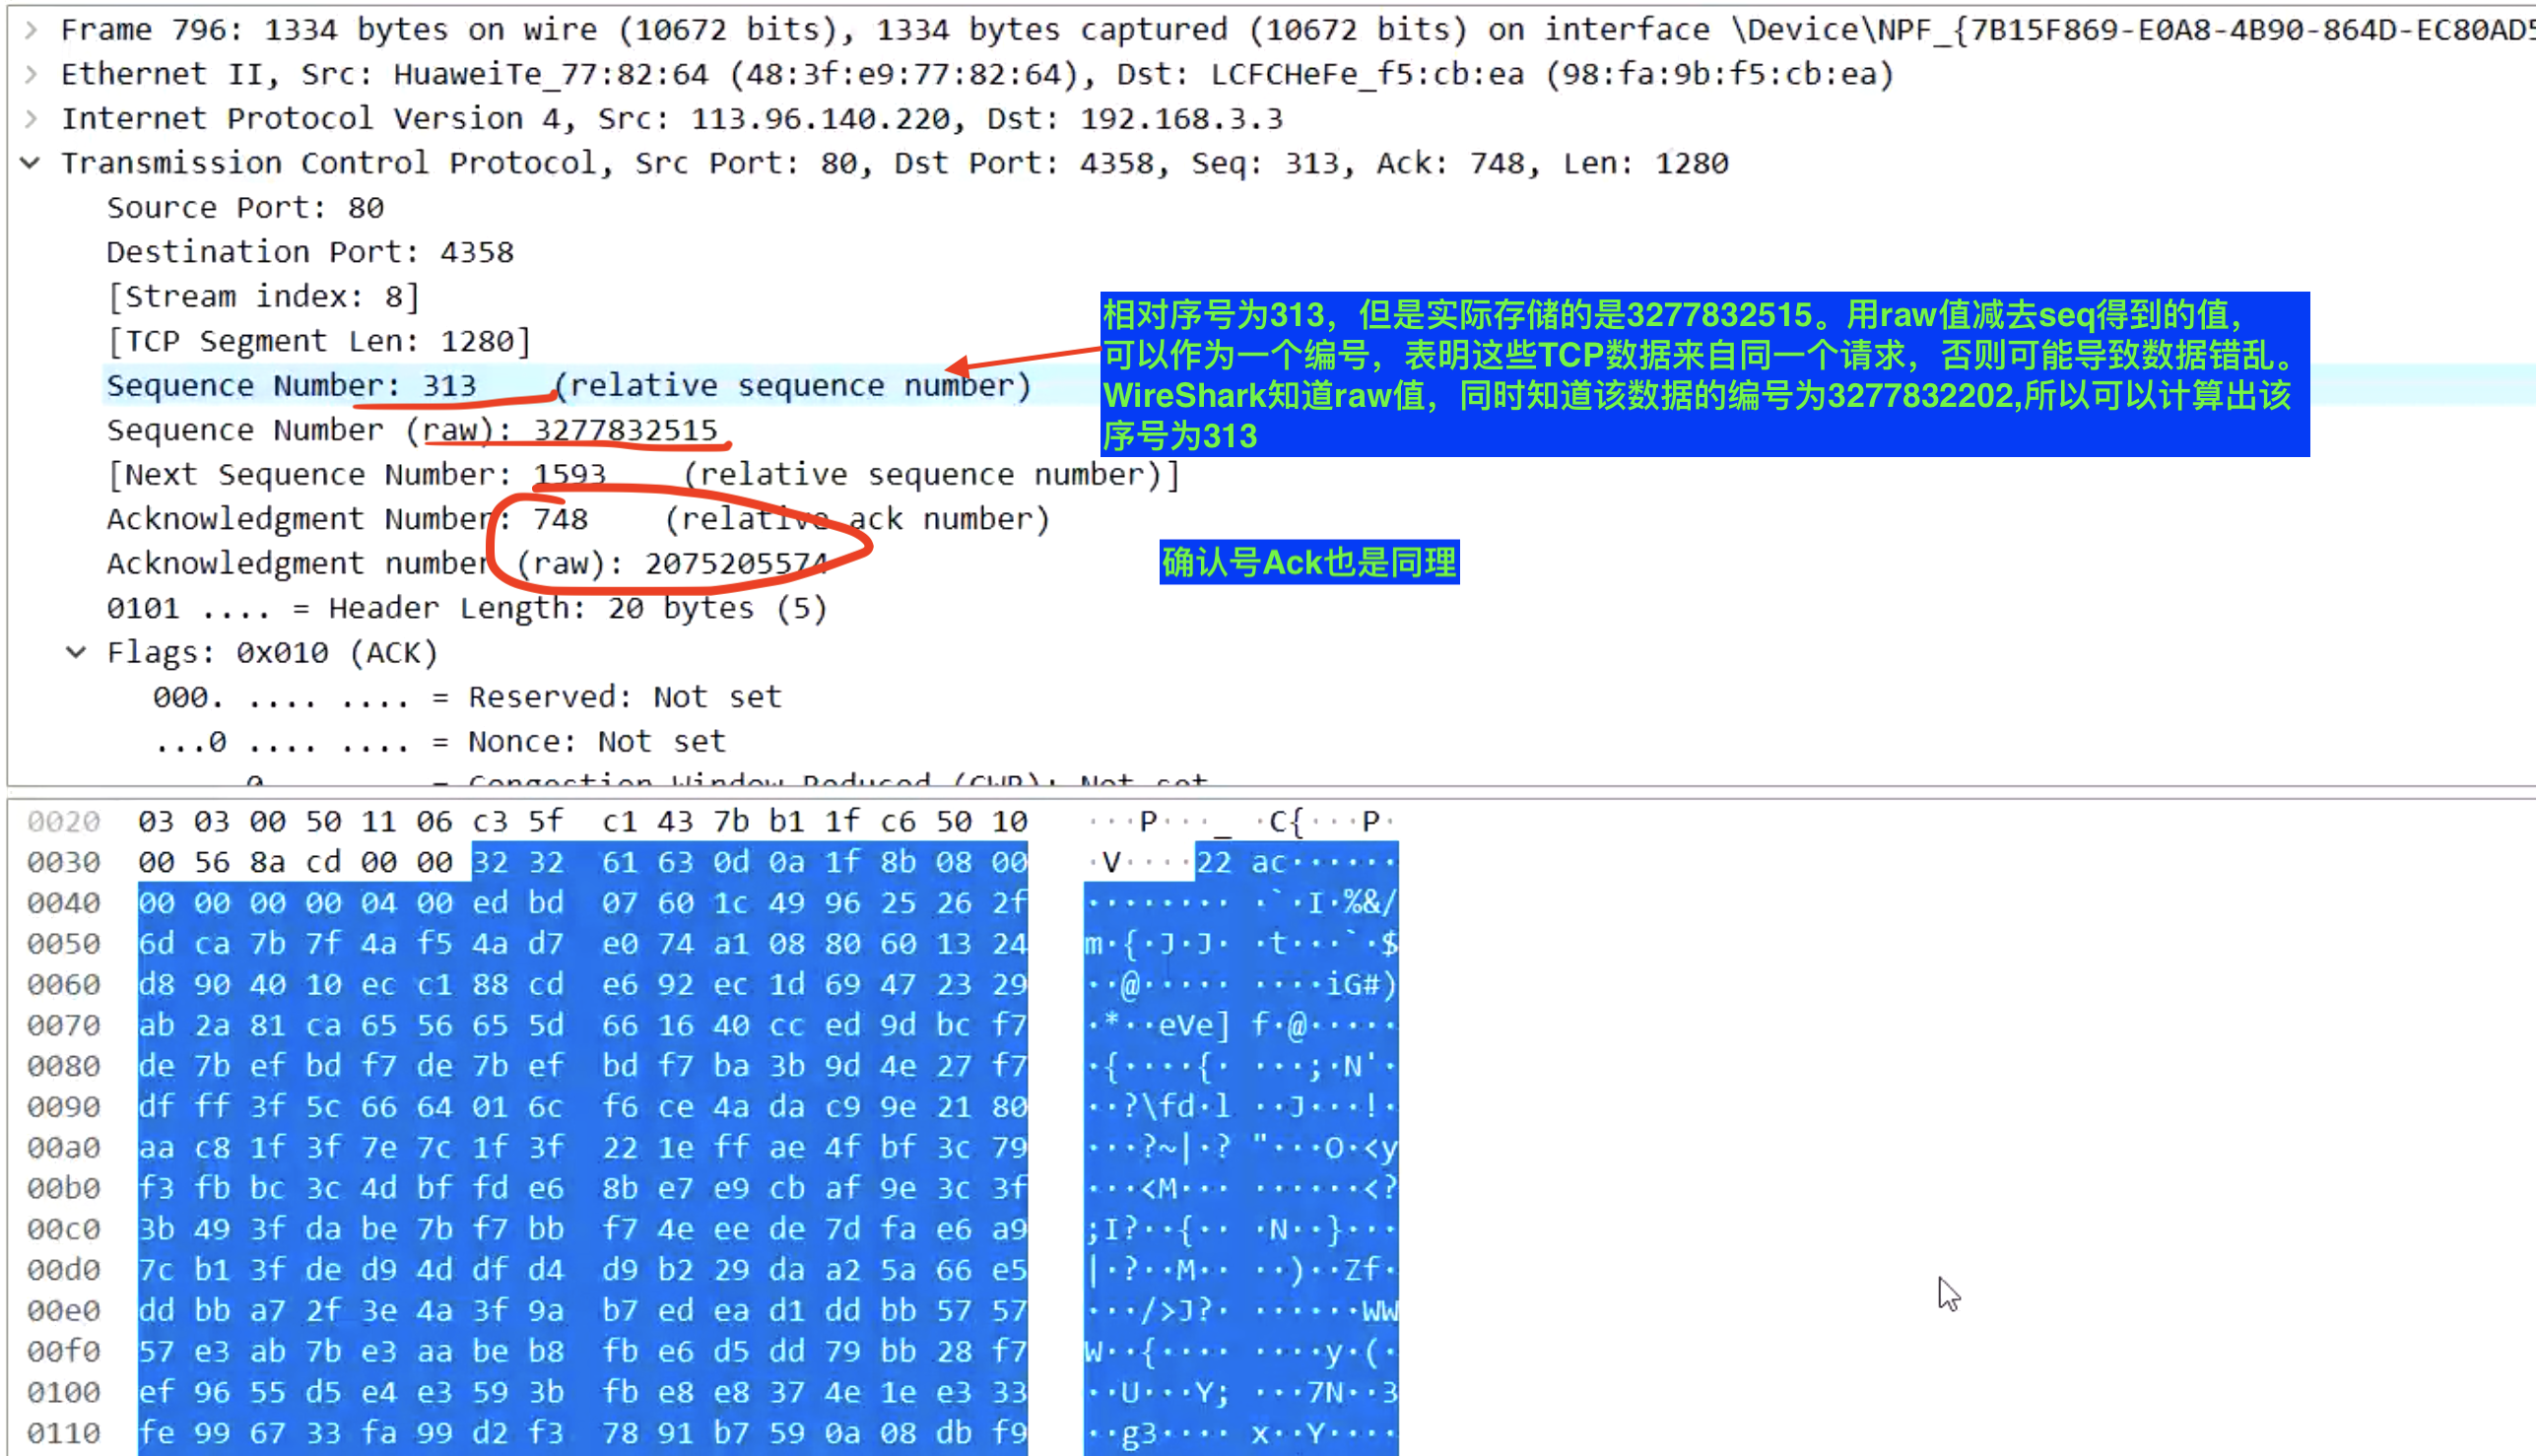 Frame 796: 1334 bytes on wire (10672 bits), 1334 bytes captured (10672 bits) on interface \Device\NPF_{7B15F869-E0A8-4B90-864D-EC80AD5
Ethernet II, Src: HuaweiTe_77:82:64 (48:3f:e9:77:82:64), Dst: LCFCHeFe_f5:cb:ea (98:fa:9b:f5:cb:ea)
Internet Protocol Version 4, Src: 113.96.140.220, Dst: 192.168.3.3
Transmission Control Protocol, Src Port: 80, Dst Port: 4358, Seq: 313, Ack: 748, Len: 1280
Source Port: 80
Destination Port: 4358
[Stream index: 8]
[TCP Segment Len: 1280]
Sequence Number: 313 (relative sequence number)
Sequence Number (raw): 3277832515
[Next Sequence Number: 1593 (relative sequence number)]
Acknowledgment Number: 748 (relative ack number)
Acknowledgment number (raw): 2075205574
0101 .... = Header Length: 20 bytes (5)
Flags: 0x010 (ACK)
000. .... .... = Reserved: Not set
...0 .... .... = Nonce: Not set
.... 0... .... = Congestion Window Reduced (CWR): Not set
相对序号为313，但是实际存储的是3277832515。用raw值减去seq得到的值，
可以作为一个编号，表明这些TCP数据来自同一个请求，否则可能导致数据错乱。
WireShark知道raw值，同时知道该数据的编号为3277832202,所以可以计算出该
序号为313
确认号Ack也是同理
0020 03 03 00 50 11 06 c3 5f c1 43 7b b1 1f c6 50 10 ···P···_ ·C{···P·
0030 00 56 8a cd 00 00 32 32 61 63 0d 0a 1f 8b 08 00 ·V····22 ac······
0040 00 00 00 00 04 00 ed bd 07 60 1c 49 96 25 26 2f ········ ·`·I·%&/
0050 6d ca 7b 7f 4a f5 4a d7 e0 74 a1 08 80 60 13 24 m·{·J·J· ·t···`·$
0060 d8 90 40 10 ec c1 88 cd e6 92 ec 1d 69 47 23 29 ··@····· ····iG#)
0070 ab 2a 81 ca 65 56 65 5d 66 16 40 cc ed 9d bc f7 ·*··eVe] f·@·····
0080 de 7b ef bd f7 de 7b ef bd f7 ba 3b 9d 4e 27 f7 ·{····{· ···;·N'·
0090 df ff 3f 5c 66 64 01 6c f6 ce 4a da c9 9e 21 80 ··?\fd·l ··J···!·
00a0 aa c8 1f 3f 7e 7c 1f 3f 22 1e ff ae 4f bf 3c 79 ···?~|·? "···O·<y
00b0 f3 fb bc 3c 4d bf fd e6 8b e7 e9 cb af 9e 3c 3f ···<M··· ······<?
00c0 3b 49 3f da be 7b f7 bb f7 4e ee de 7d fa e6 a9 ;I?··{·· ·N··}···
00d0 7c b1 3f de d9 4d df d4 d9 b2 29 da a2 5a 66 e5 |·?··M·· ··)··Zf·
00e0 dd bb a7 2f 3e 4a 3f 9a b7 ed ea d1 dd bb 57 57 ···/>J?· ······WW
00f0 57 e3 ab 7b e3 aa be b8 fb e6 d5 dd 79 bb 28 f7 W··{···· ····y·(·
0100 ef 96 55 d5 e4 e3 59 3b fb e8 e8 37 4e 1e e3 33 ··U···Y; ···7N··3
0110 fe 99 67 33 fa 99 d2 f3 78 91 b7 59 0a 08 db f9 ··g3···· x··Y····